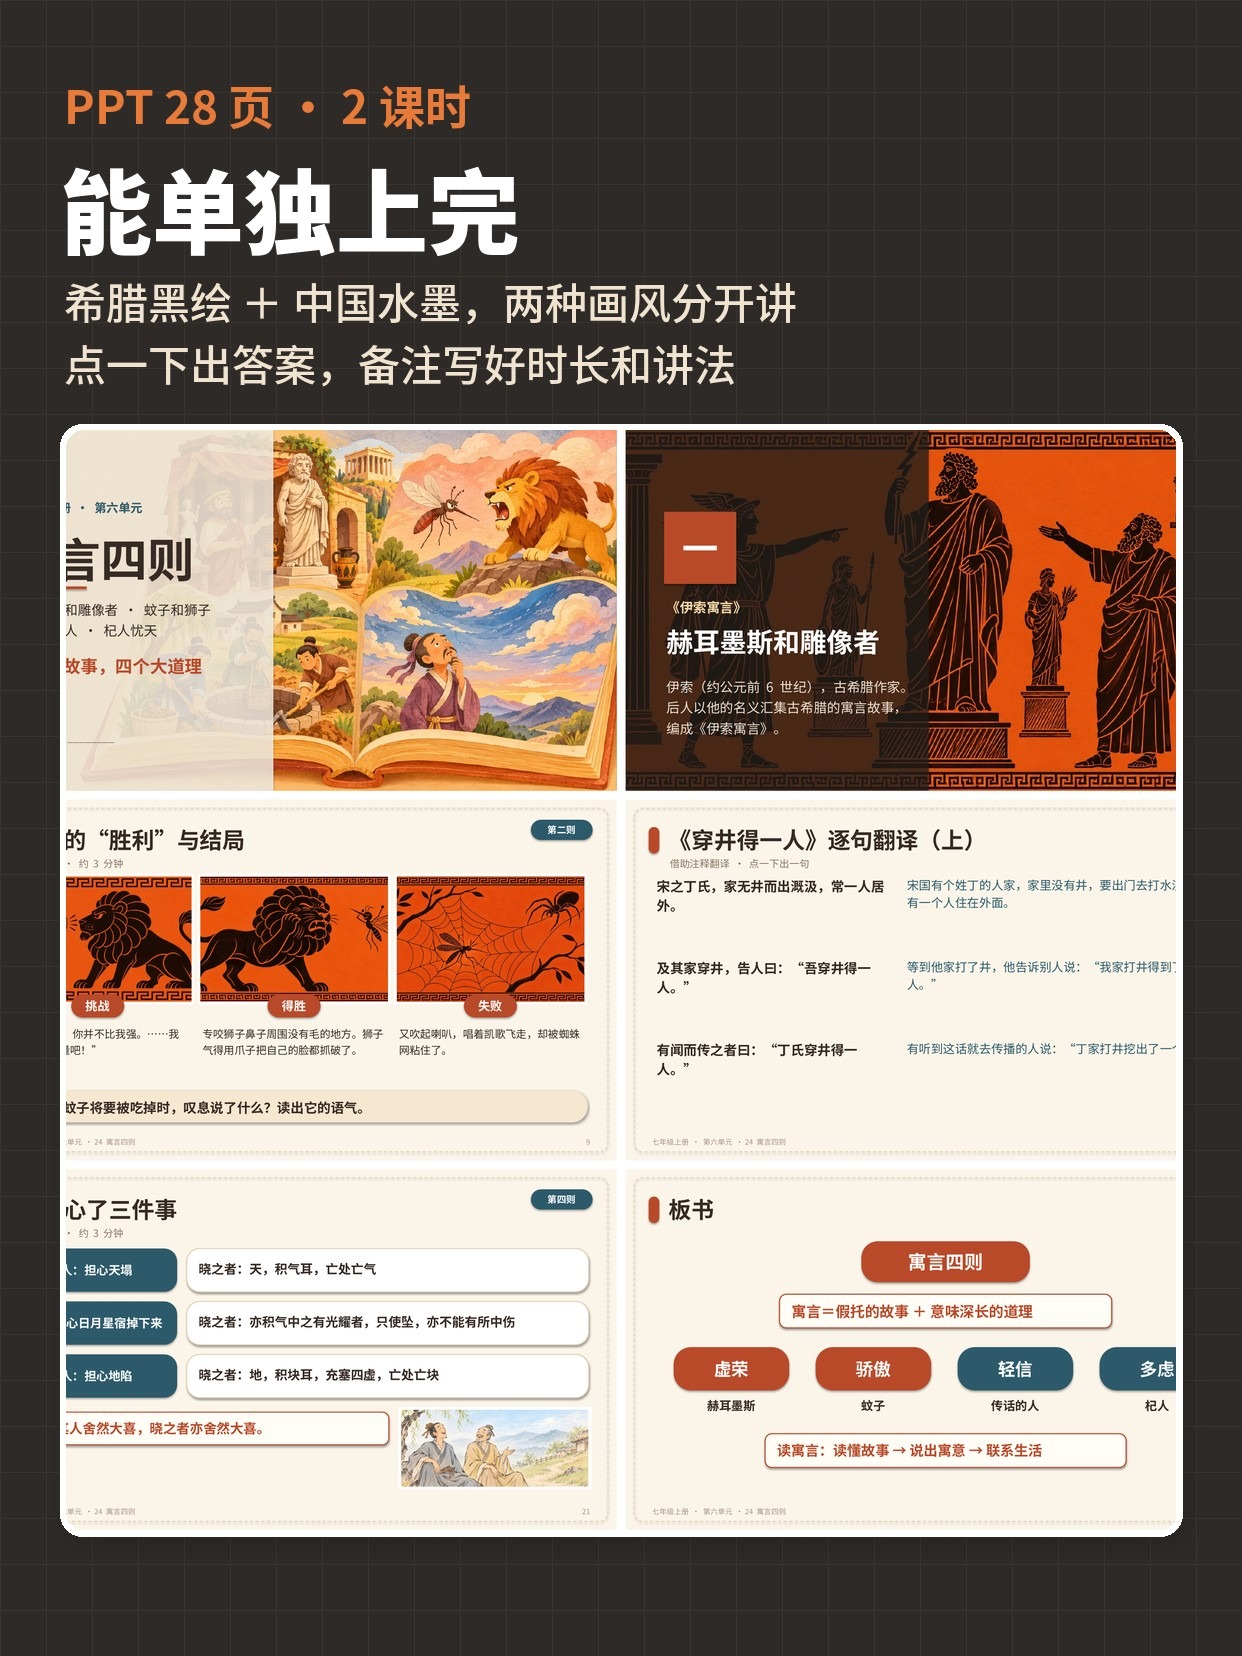 PPT 28 页 · 2 课时
能单独上完
希腊黑绘 ＋ 中国水墨，两种画风分开讲
点一下出答案，备注写好时长和讲法
· 第六单元
言四则
和雕像者 · 蚊子和狮子
人 · 杞人忧天
故事，四个大道理
一
《伊索寓言》
赫耳墨斯和雕像者
伊索（约公元前 6 世纪），古希腊作家。
后人以他的名义汇集古希腊的寓言故事，
编成《伊索寓言》。
的“胜利”与结局
第二则
· 约 3 分钟
挑战
得胜
失败
你并不比我强。……我
吧！”
专咬狮子鼻子周围没有毛的地方。狮子
气得用爪子把自己的脸都抓破了。
又吹起喇叭，唱着凯歌飞走，却被蜘蛛
网粘住了。
蚊子将要被吃掉时，叹息说了什么？读出它的语气。
单元 · 24 寓言四则
9
《穿井得一人》逐句翻译（上）
借助注释翻译 · 点一下出一句
宋之丁氏，家无井而出溉汲，常一人居
外。
宋国有个姓丁的人家，家里没有井，要出门去打水
有一个人住在外面。
及其家穿井，告人曰：“吾穿井得一
人。”
等到他家打了井，他告诉别人说：“我家打井得到
人。”
有闻而传之者曰：“丁氏穿井得一
人。”
有听到这话就去传播的人说：“丁家打井挖出了一
七年级上册 · 第六单元 · 24 寓言四则
心了三件事
第四则
· 约 3 分钟
人：担心天塌
晓之者：天，积气耳，亡处亡气
心日月星宿掉下来
晓之者：亦积气中之有光耀者，只使坠，亦不能有所中伤
人：担心地陷
晓之者：地，积块耳，充塞四虚，亡处亡块
人舍然大喜，晓之者亦舍然大喜。
单元 · 24 寓言四则
21
板书
寓言四则
寓言＝假托的故事 ＋ 意味深长的道理
虚荣
骄傲
轻信
多虑
赫耳墨斯
蚊子
传话的人
杞人
读寓言：读懂故事 → 说出寓意 → 联系生活
七年级上册 · 第六单元 · 24 寓言四则